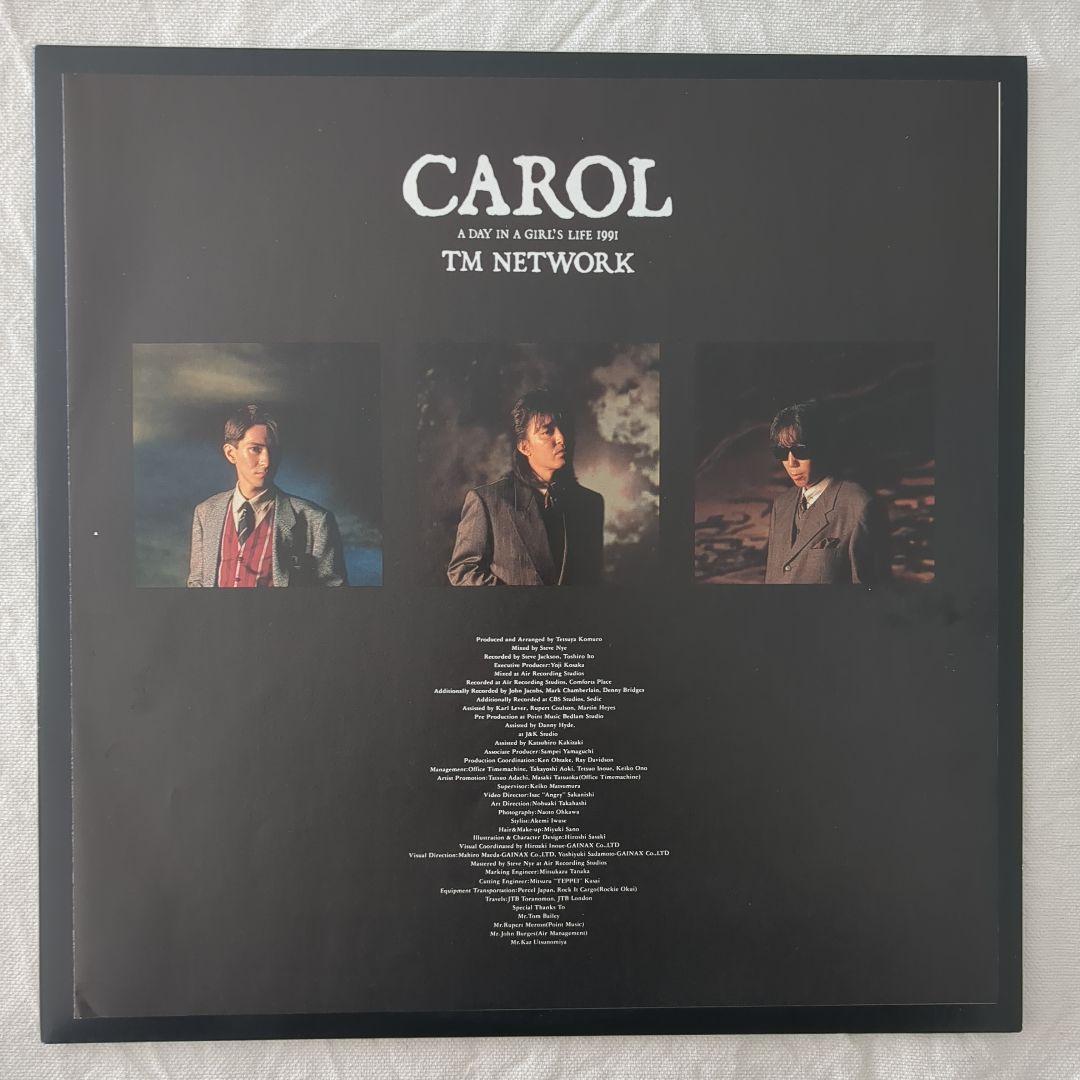 CAROL
A DAY IN A GIRL'S LIFE 1991
TM NETWORK
Produced and Arranged by Tetsuya Komuro
Mixed by Steve Nye
Recorded by Steve Jackson, Toshiro Ito
Executive Producer:Yoji Kosaka
Mixed at Air Recording Studios
Recorded at Air Recording Studios, Comforts Place
Additionally Recorded by John Jacobs, Mark Chamberlain, Denny Bridges
Additionally Recorded at CBS Studios, Sedic
Assisted by Karl Lever, Rupert Coulson, Martin Heyes
Pre Production at Point Music Bedlam Studio
Assisted by Danny Hyde,
at J&K Studio
Assisted by Katsuhiro Kakizaki
Associate Producer:Sampei Yamaguchi
Production Coordination:Ken Ohtake, Ray Davidson
Management:Office Timemachine, Takayoshi Aoki, Tetsuo Inoue, Keiko Ono
Artist Promotion:Tatsuo Adachi, Masaki Tatsuoka(Office Timemachine)
Supervisor:Keiko Matsumura
Video Director:Isac "Angry" Sakanishi
Art Direction:Nobuaki Takahashi
Photography:Naoto Ohkawa
Stylist:Akemi Iwase
Hair&Make-up:Miyuki Sano
Illustration & Character Design:Hiroshi Sasaki
Visual Coordinated by Hiroaki Inoue-GAINAX Co.,LTD
Visual Direction:Mahiro Maeda-GAINAX Co.,LTD, Yoshiyuki Sadamoto-GAINAX Co.,LTD
Mastered by Steve Nye at Air Recording Studios
Marking Engineer:Mitsukazu Tanaka
Cutting Engineer:Mitsuru "TEPPEI" Kasai
Equipment Transportation:Percel Japan, Rock It Cargo(Rockie Okui)
Travels:JTB Toranomon, JTB London
Special Thanks To
Mr.Tom Bailey
Mr.Rupert Merton(Point Music)
Mr.John Burges(Air Management)
Mr.Kaz Utsunomiya